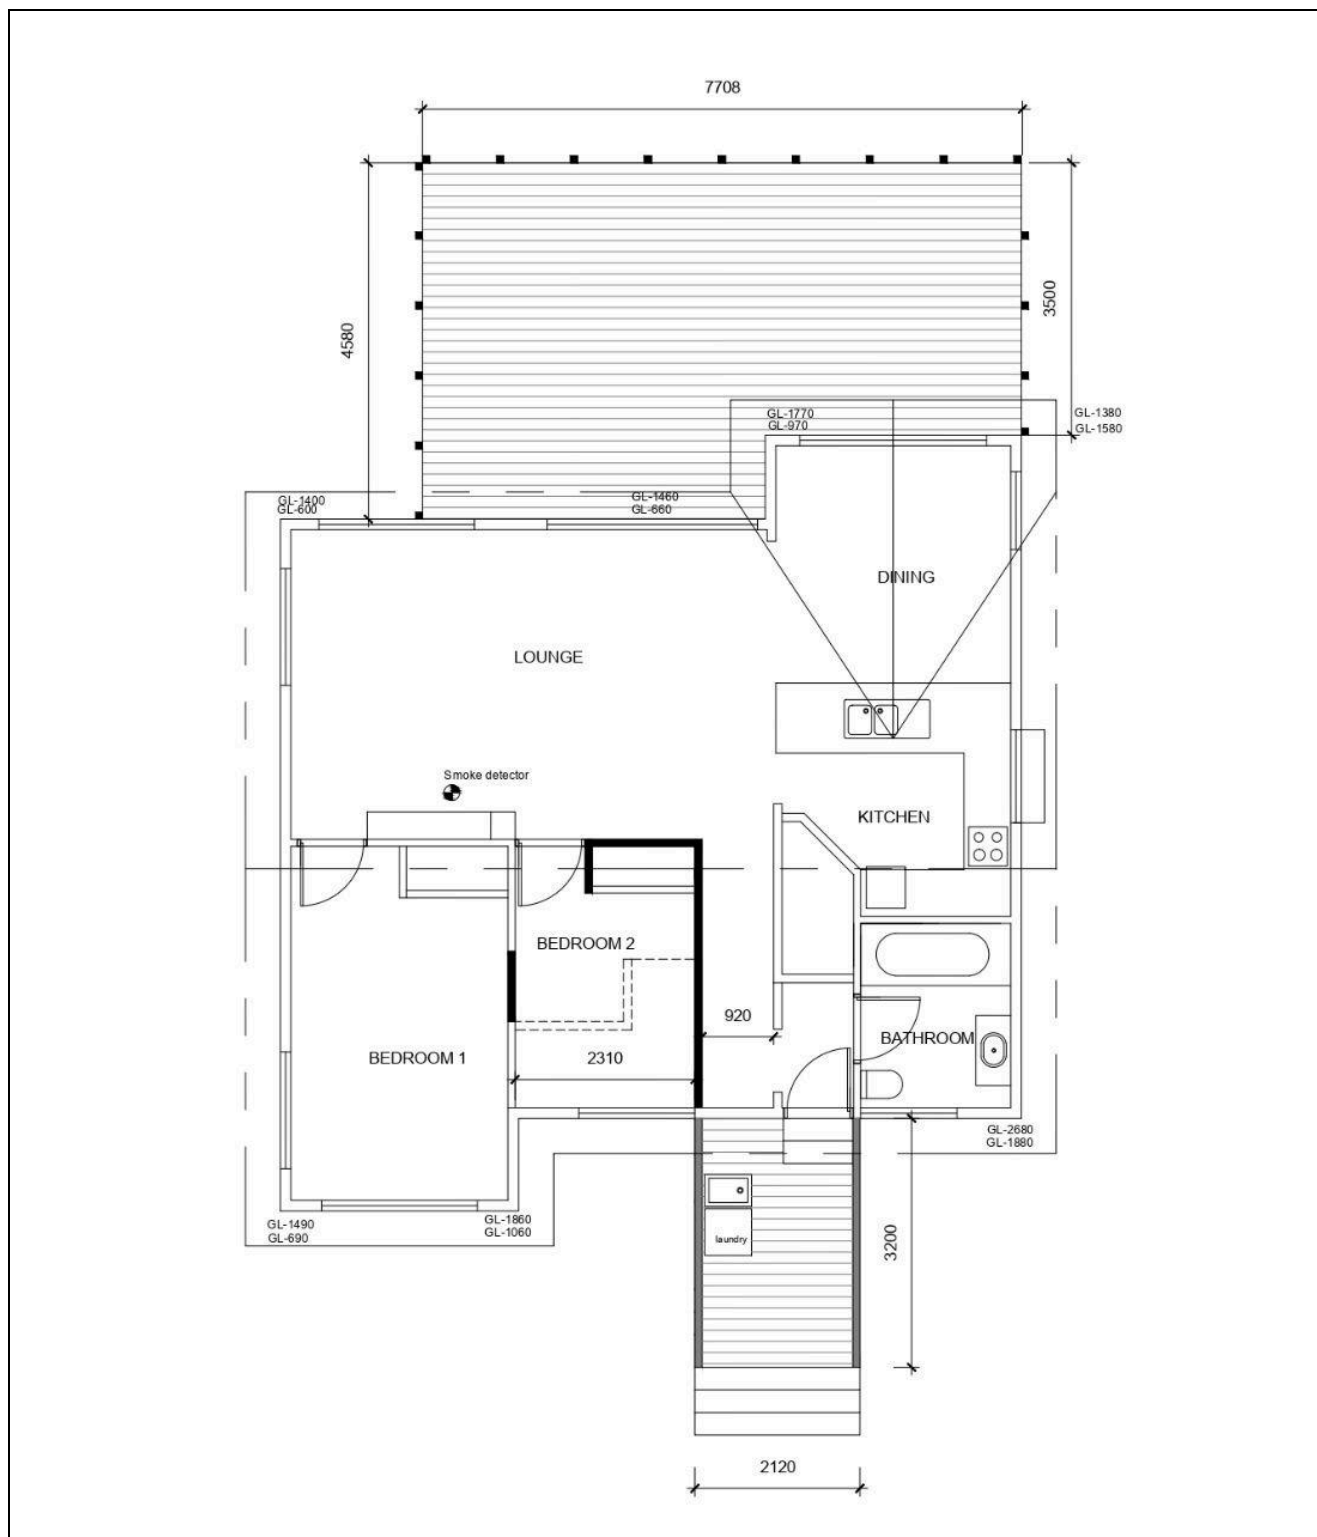 7708
4580
3500
GL-1770
GL-970
GL-1380
GL-1580
GL-1400
GL-600
GL-1460
GL-660
DINING
LOUNGE
Smoke detector
KITCHEN
BEDROOM 2
920
BATHROOM
BEDROOM 1
2310
GL-2680
GL-1880
GL-1490
GL-690
GL-1860
GL-1060
laundry
3200
2120